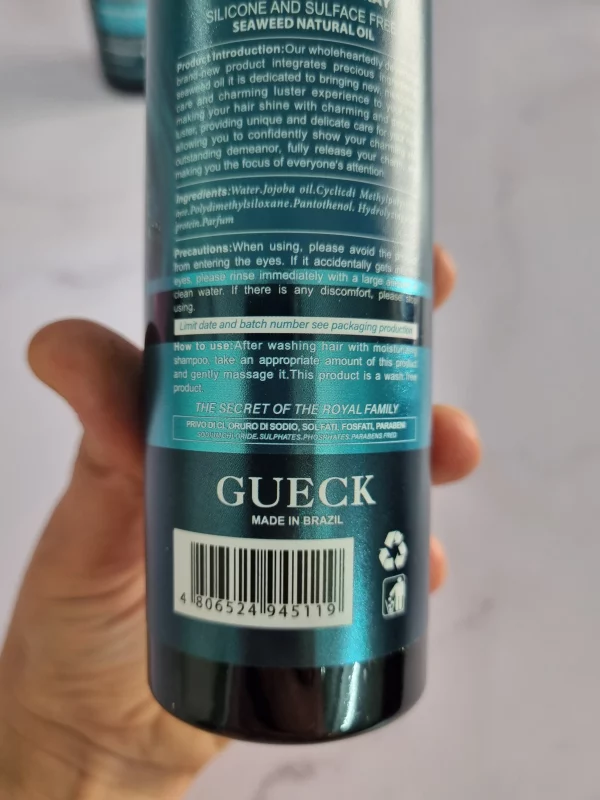 SILICONE AND SULFACE FREE
SEAWEED NATURAL OIL
Product Introduction:Our wholeheartedly
brand-new product integrates precious
seaweed oil it is dedicated to bringing new,
care and charming luster experience to
making your hair shine with charming and
luster, providing unique and delicate care for
allowing you to confidently show your
outstanding demeanor, fully release your
making you the focus of everyone's attention.
Ingredients:Water.Jojoba oil.Cyclicdi
ine.Polydimethylsiloxane.Pantothenol.
protein.Parfum
Precautions:When using, please avoid the
from entering the eyes. If it accidentally gets
eyes, please rinse immediately with a large
clean water. If there is any discomfort, please
using.
Limit date and batch number see packaging production
How to use:After washing hair with
shampoo, take an appropriate amount of this product
and gently massage it.This product is a wash free
product.
THE SECRET OF THE ROYAL FAMILY
PRIVO DI CLORURO DI SODIO, SOLFATI, FOSFATI, PARABENI
SODIUM CHLORIDE.SULPHATES.PHOSPHATES.PARABENS FREE
GUECK
MADE IN BRAZIL
4 806524 945119